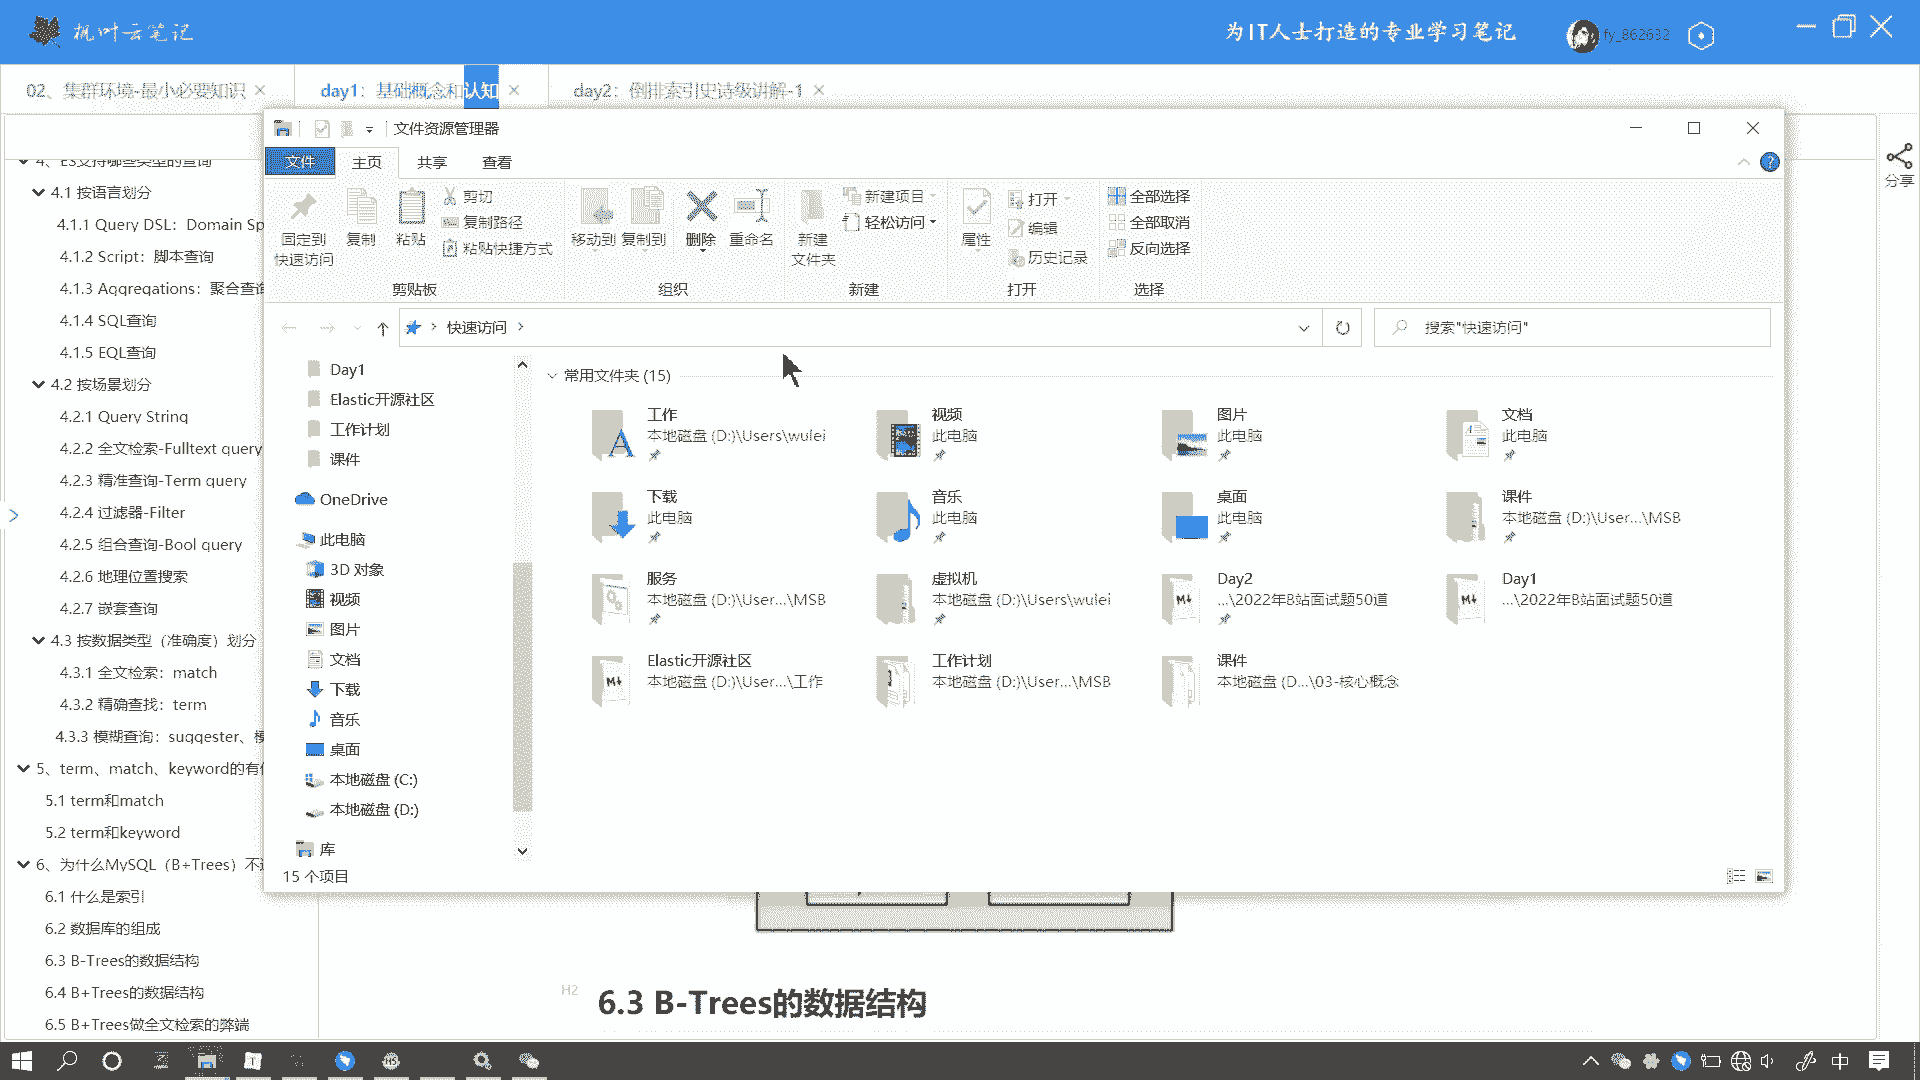 枫叶云笔记
为IT人士打造的专业学习笔记
fy_862632
02、集群环境-最小必要知识
day1：基础概念和认知
day2：倒排索引史诗级讲解-1
分享
4、ES支持哪些类型的查询
4.1 按语言划分
4.1.1 Query DSL：Domain Sp
4.1.2 Script：脚本查询
4.1.3 Aggregations：聚合查询
4.1.4 SQL查询
4.1.5 EQL查询
4.2 按场景划分
4.2.1 Query String
4.2.2 全文检索-Fulltext query
4.2.3 精准查询-Term query
4.2.4 过滤器-Filter
4.2.5 组合查询-Bool query
4.2.6 地理位置搜索
4.2.7 嵌套查询
4.3 按数据类型（准确度）划分
4.3.1 全文检索：match
4.3.2 精确查找：term
4.3.3 模糊查询：suggester、模
5、term、match、keyword的有
5.1 term和match
5.2 term和keyword
6、为什么MySQL（B+Trees）不
6.1 什么是索引
6.2 数据库的组成
6.3 B-Trees的数据结构
6.4 B+Trees的数据结构
6.5 B+Trees做全文检索的弊端
文件资源管理器
文件
主页
共享
查看
固定到
快速访问
复制
粘贴
剪切
复制路径
粘贴快捷方式
剪贴板
移动到
复制到
删除
重命名
组织
新建
文件夹
新建项目
轻松访问
新建
属性
打开
编辑
历史记录
打开
全部选择
全部取消
反向选择
选择
快速访问
搜索"快速访问"
Day1
Elastic开源社区
工作计划
课件
OneDrive
此电脑
3D 对象
视频
图片
文档
下载
音乐
桌面
本地磁盘 (C:)
本地磁盘 (D:)
库
15 个项目
常用文件夹 (15)
工作
本地磁盘 (D:)\Users\wulei
视频
此电脑
图片
此电脑
文档
此电脑
下载
此电脑
音乐
此电脑
桌面
此电脑
课件
本地磁盘 (D:)\User...\MSB
服务
本地磁盘 (D:)\User...\MSB
虚拟机
本地磁盘 (D:)\Users\wulei
Day2
...\2022年B站面试题50道
Day1
...\2022年B站面试题50道
Elastic开源社区
本地磁盘 (D:)\User...\工作
工作计划
本地磁盘 (D:)\User...\MSB
课件
本地磁盘 (D...\03-核心概念
H2
6.3 B-Trees的数据结构
中